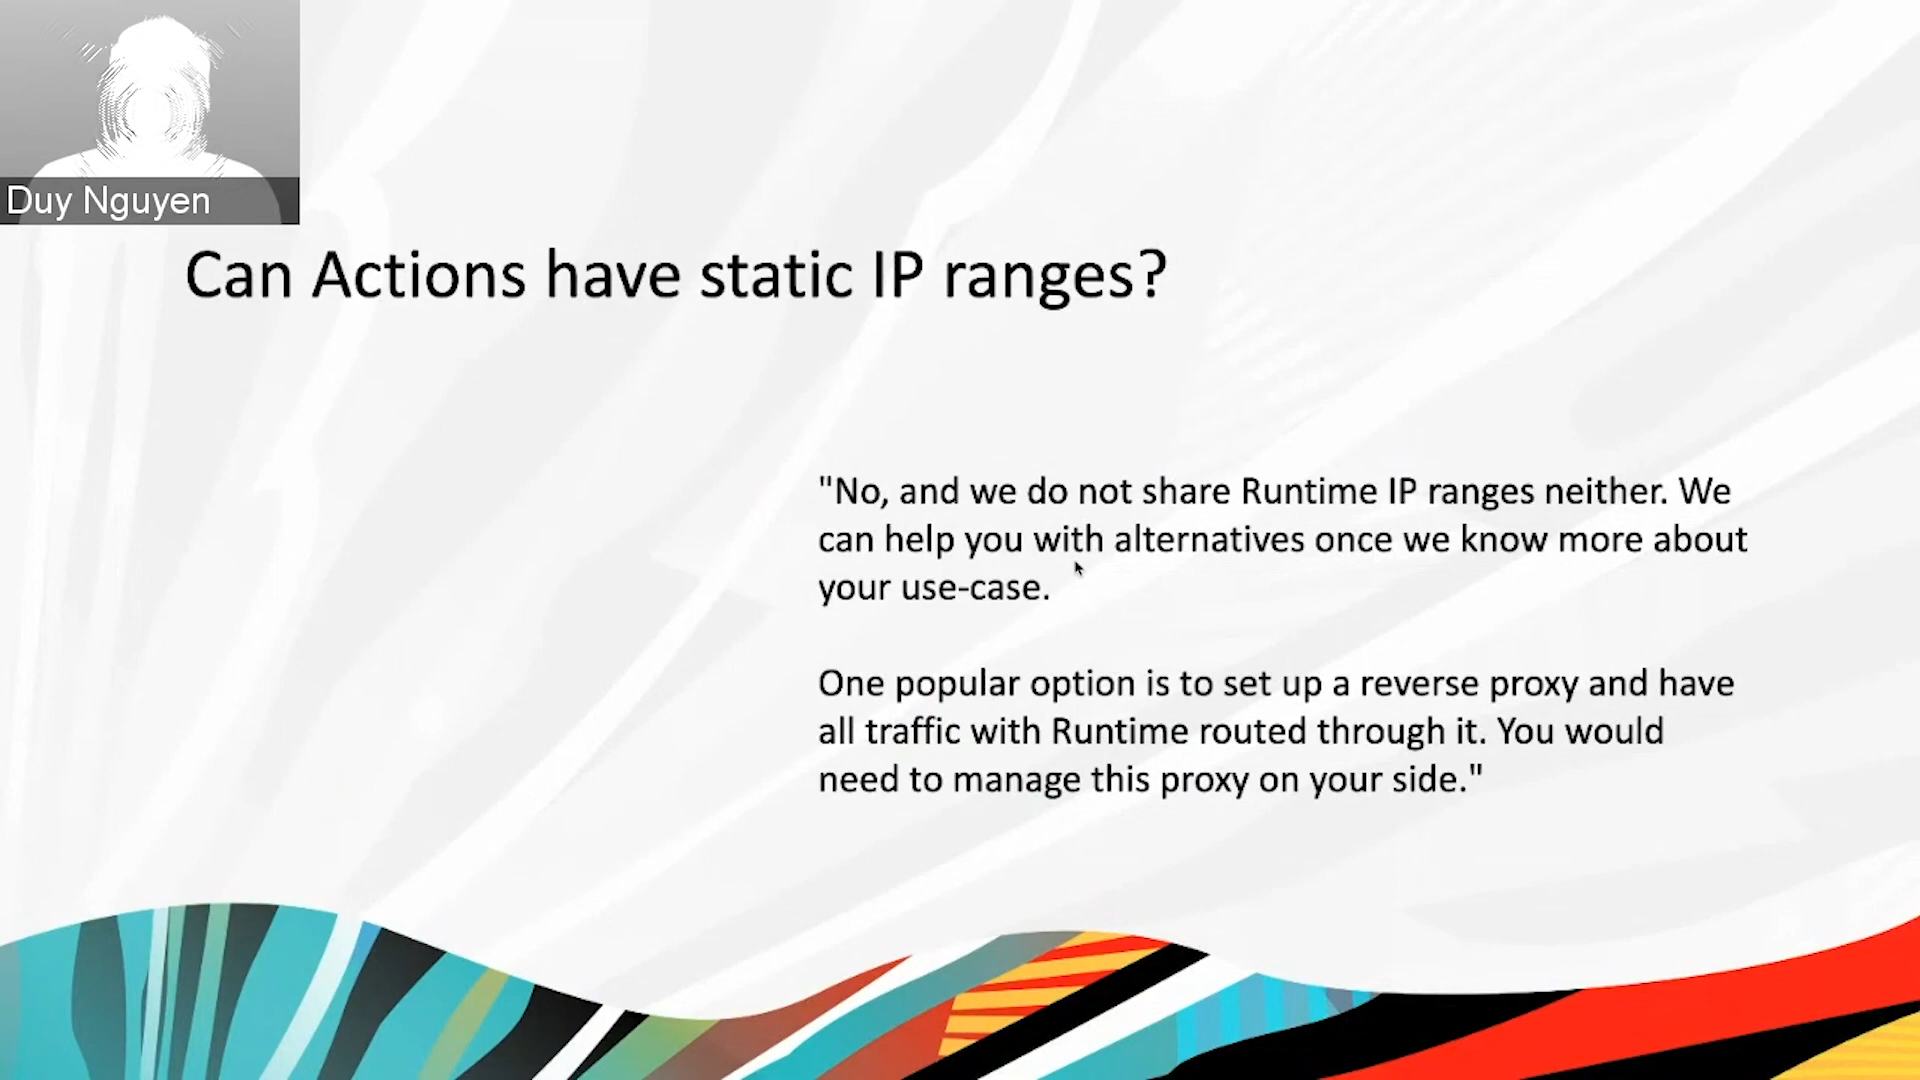 Duy Nguyen
Can Actions have static IP ranges?
"No, and we do not share Runtime IP ranges neither. We
can help you with alternatives once we know more about
your use-case.
One popular option is to set up a reverse proxy and have
all traffic with Runtime routed through it. You would
need to manage this proxy on your side."